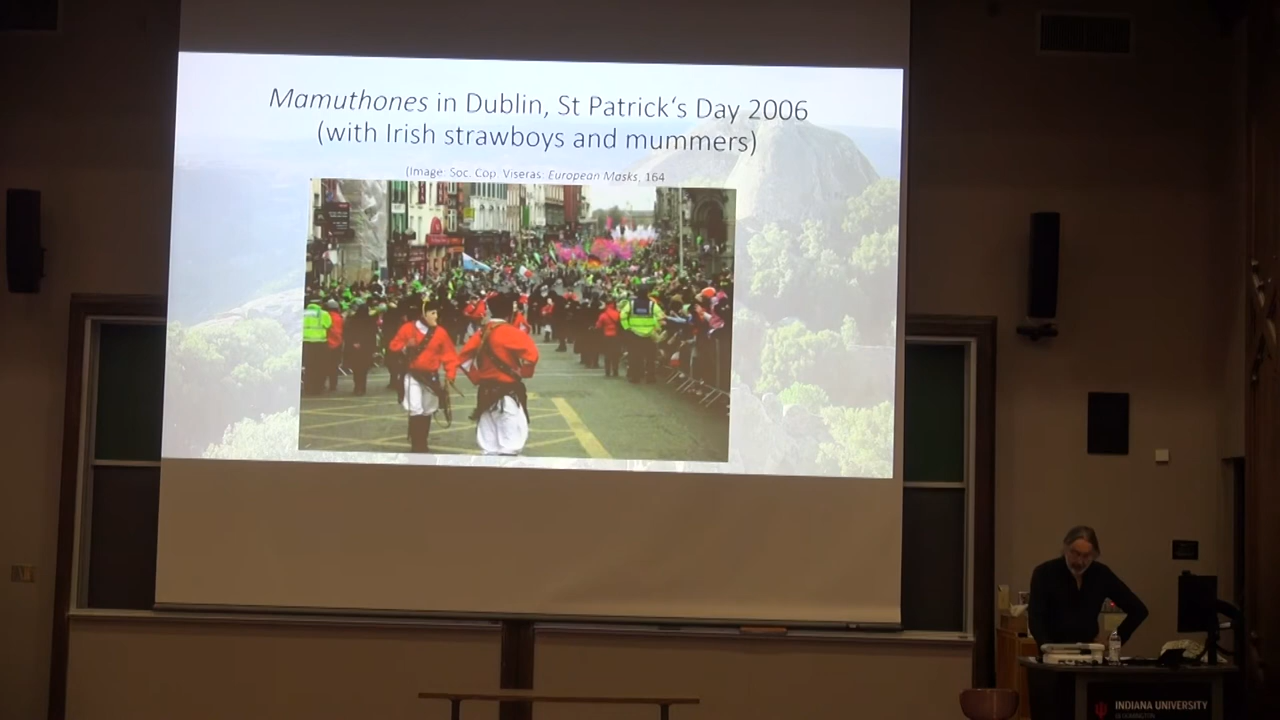 Mamuthones in Dublin, St Patrick‘s Day 2006
(with Irish strawboys and mummers)
(Image: Soc. Cop. Viseras: European Masks, 164
INDIANA UNIVERSITY